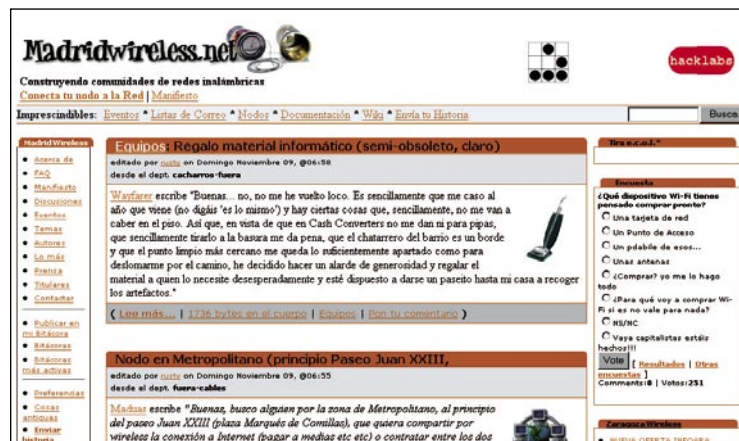 Madridwireless.net
hacklabs
Construyendo comunidades de redes inalámbricas
Conecta tu nodo a la Red | Manifiesto
Imprescindibles: Eventos * Listas de Correo * Nodos * Documentación * Wiki * Envía tu Historia
Busca
MadridWireless
Acerca de
FAQ
Manifiesto
Discusiones
Eventos
Temas
Autores
Lo más
Prensa
Titulares
Contactar
Publicar en mi Bitácora
Bitácoras
Bitácoras más activas
Preferencias
Cosas antiguas
Enviar historia
Equipos: Regalo material informático (semi-obsoleto, claro)
editado por rusty on Domingo Noviembre 09, @06:58
desde el dept. cacharros-fuera
Wayfarer escribe "Buenas... no, no me he vuelto loco. Es sencillamente que me caso al
año que viene (no digáis 'es lo mismo') y hay ciertas cosas que, sencillamente, no me van a
caber en el piso. Así que, en vista de que en Cash Converters no me dan ni para pipas,
que sencillamente tirarlo a la basura me da pena, que el chatarrero del barrio es un borde
y que el punto limpio más cercano me queda lo suficientemente apartado como para
deslomarme por el camino, he decidido hacer un alarde de generosidad y regalar el
material a quien lo necesite desesperadamente y esté dispuesto a darse un paseíto hasta mi casa a recoger
los artefactos."
( Lee más... | 1736 bytes en el cuerpo | Equipos | Pon tu comentario )
Nodo en Metropolitano (principio Paseo Juan XXIII,
editado por rusty on Domingo Noviembre 09, @06:55
desde el dept. fuera-cables
Maduas escribe "Buenas, busco alguien por la zona de Metropolitano, al principio
del paseo Juan XXIII (plaza Marqués de Comillas), que quiera compartir por
wireless la conexión a Internet (pagar a medias etc etc) o contratar entre los dos
Tira e.c.o.l.*
Encuesta
¿Qué dispositivo Wi-Fi tienes
pensado comprar pronto?
Una tarjeta de red
Un Punto de Acceso
Un pdabile de esos...
Unas antenas
¿Comprar? yo me lo hago
todo
¿Para qué voy a comprar Wi-
Fi si es no vale para nada?
NS/NC
Vaya capitalistas estáis
hechos!!!
Vote [ Resultados | Otras
encuestas ]
Comments:8 | Votos:251
ZaragozaWireless
NUEVA OFERTA